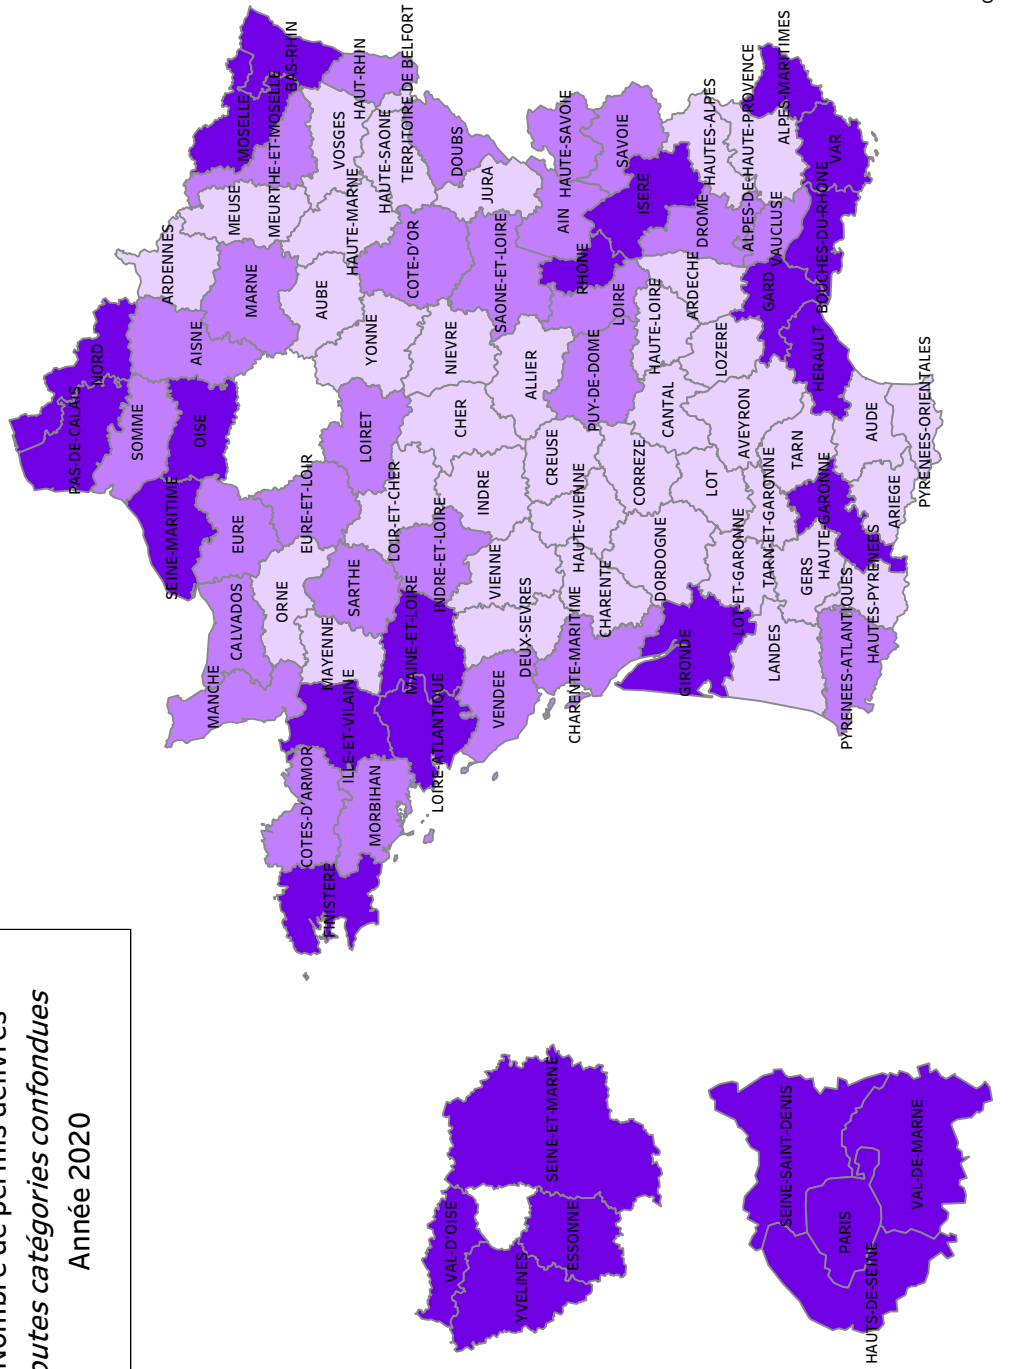 Nombre de permis délivrés
outes catégories confondues
Année 2020
PAS-DE-CALAIS
NORD
SOMME
SEINE-MARITIME
OISE
AISNE
ARDENNES
MANCHE
CALVADOS
EURE
MARNE
MEUSE
MOSELLE
MEURTHE-ET-MOSELLE
BAS-RHIN
ORNE
EURE-ET-LOIR
AUBE
HAUTE-MARNE
VOSGES
HAUT-RHIN
FINISTERE
COTES-D'ARMOR
ILLE-ET-VILAINE
MAYENNE
SARTHE
LOIRET
YONNE
HAUTE-SAONE
TERRITOIRE DE BELFORT
MORBIHAN
LOIRE-ATLANTIQUE
MAINE-ET-LOIRE
INDRE-ET-LOIRE
LOIR-ET-CHER
CHER
NIEVRE
COTE-D'OR
DOUBS
VENDEE
DEUX-SEVRES
VIENNE
INDRE
ALLIER
SAONE-ET-LOIRE
JURA
CHARENTE-MARITIME
CHARENTE
HAUTE-VIENNE
CREUSE
PUY-DE-DOME
LOIRE
RHONE
AIN
HAUTE-SAVOIE
SAVOIE
GIRONDE
DORDOGNE
CORREZE
CANTAL
HAUTE-LOIRE
ARDECHE
DROME
ISERE
HAUTES-ALPES
LANDES
LOT-ET-GARONNE
LOT
AVEYRON
LOZERE
GARD
VAUCLUSE
ALPES-DE-HAUTE-PROVENCE
ALPES-MARITIMES
PYRENEES-ATLANTIQUES
HAUTES-PYRENEES
GERS
TARN-ET-GARONNE
HAUTE-GARONNE
TARN
HERAULT
BOUCHES-DU-RHONE
VAR
ARIEGE
AUDE
PYRENEES-ORIENTALES
VAL-D'OISE
YVELINES
ESSONNE
SEINE-ET-MARNE
SEINE-SAINT-DENIS
PARIS
HAUTS-DE-SEINE
VAL-DE-MARNE